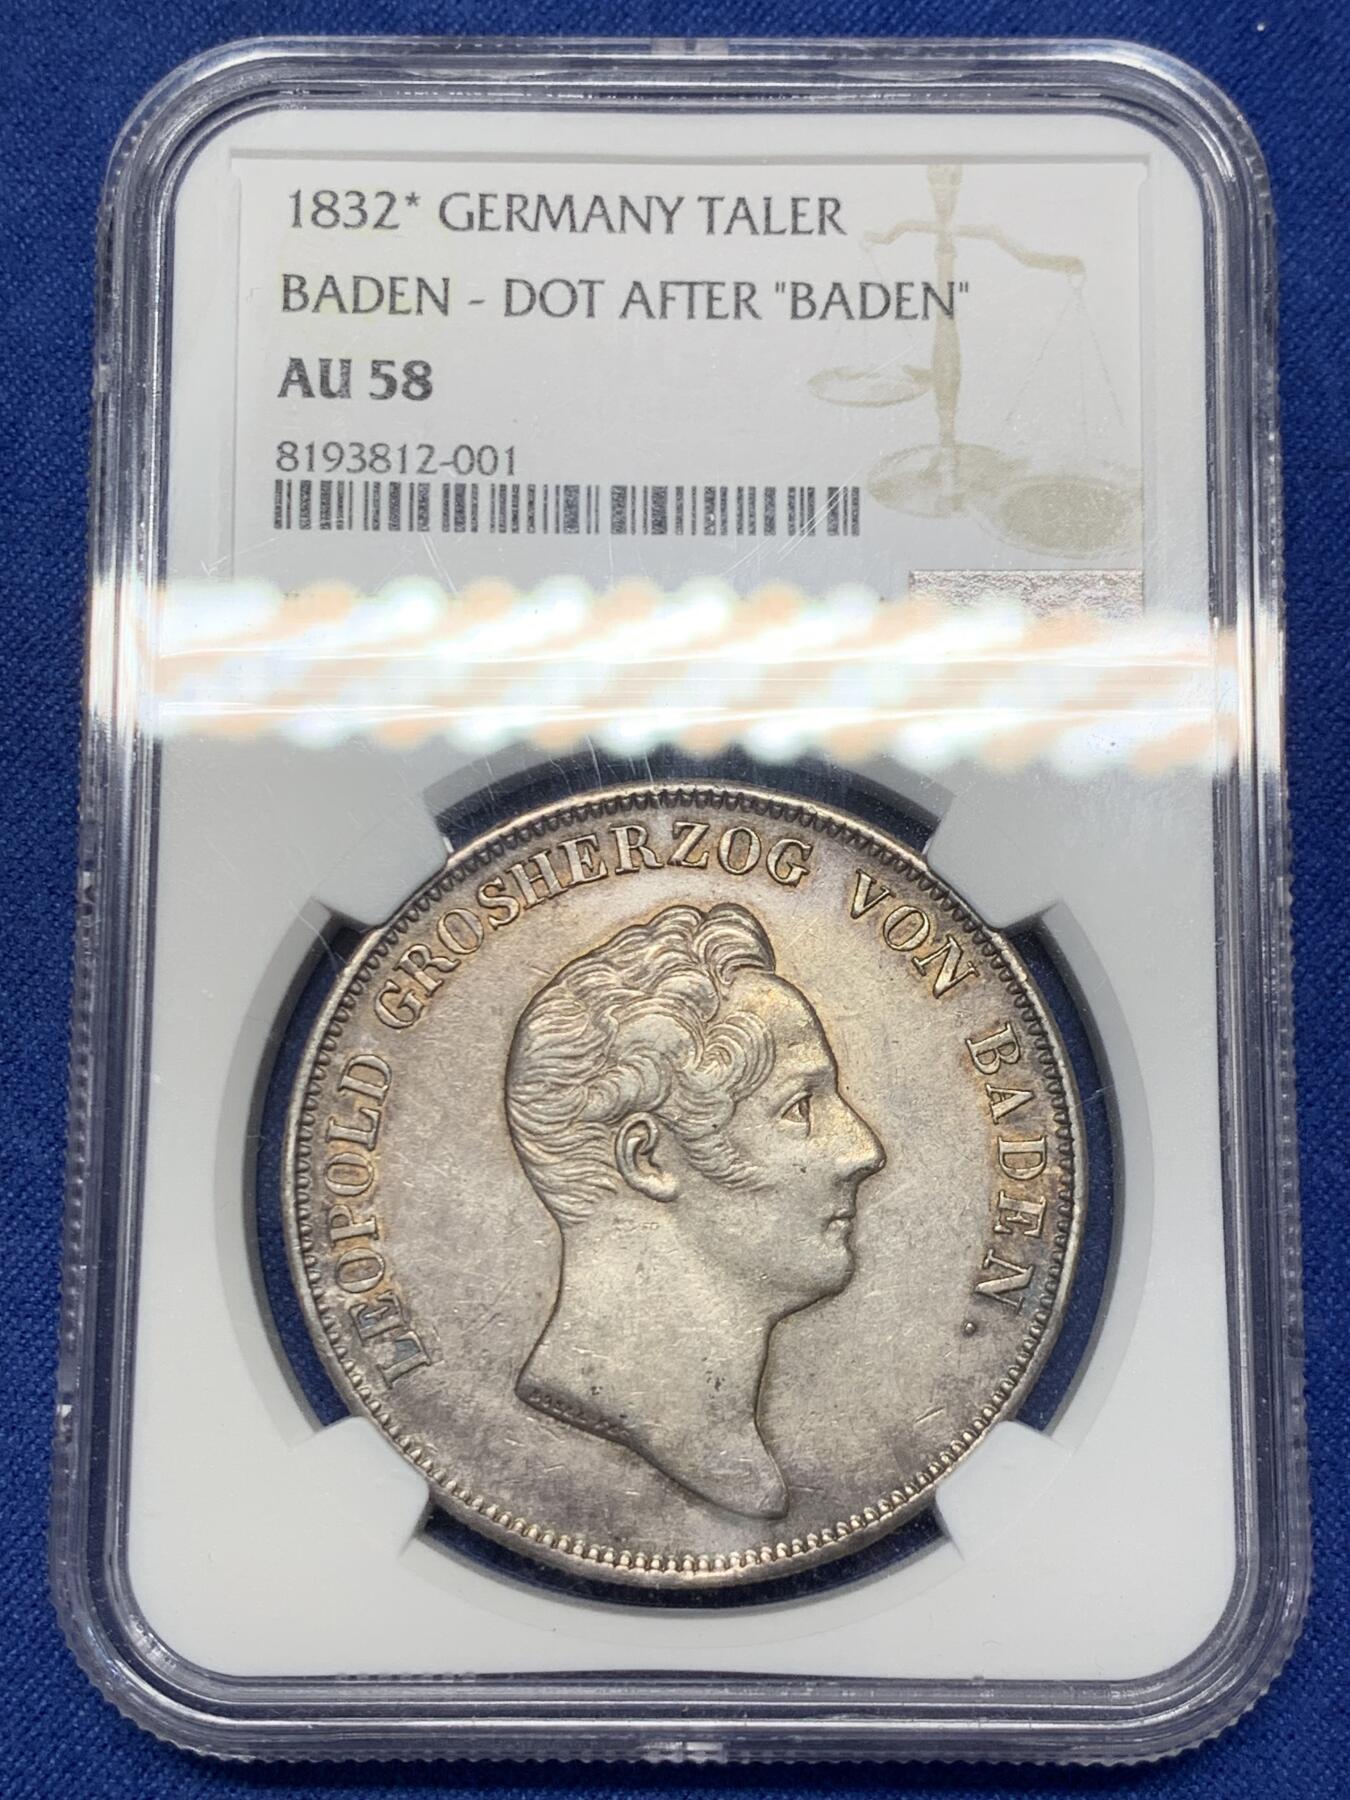 1832* GERMANY TALER
BADEN - DOT AFTER "BADEN"
AU 58
8193812-001
LEOPOLD GROSHERZOG VON BADEN.